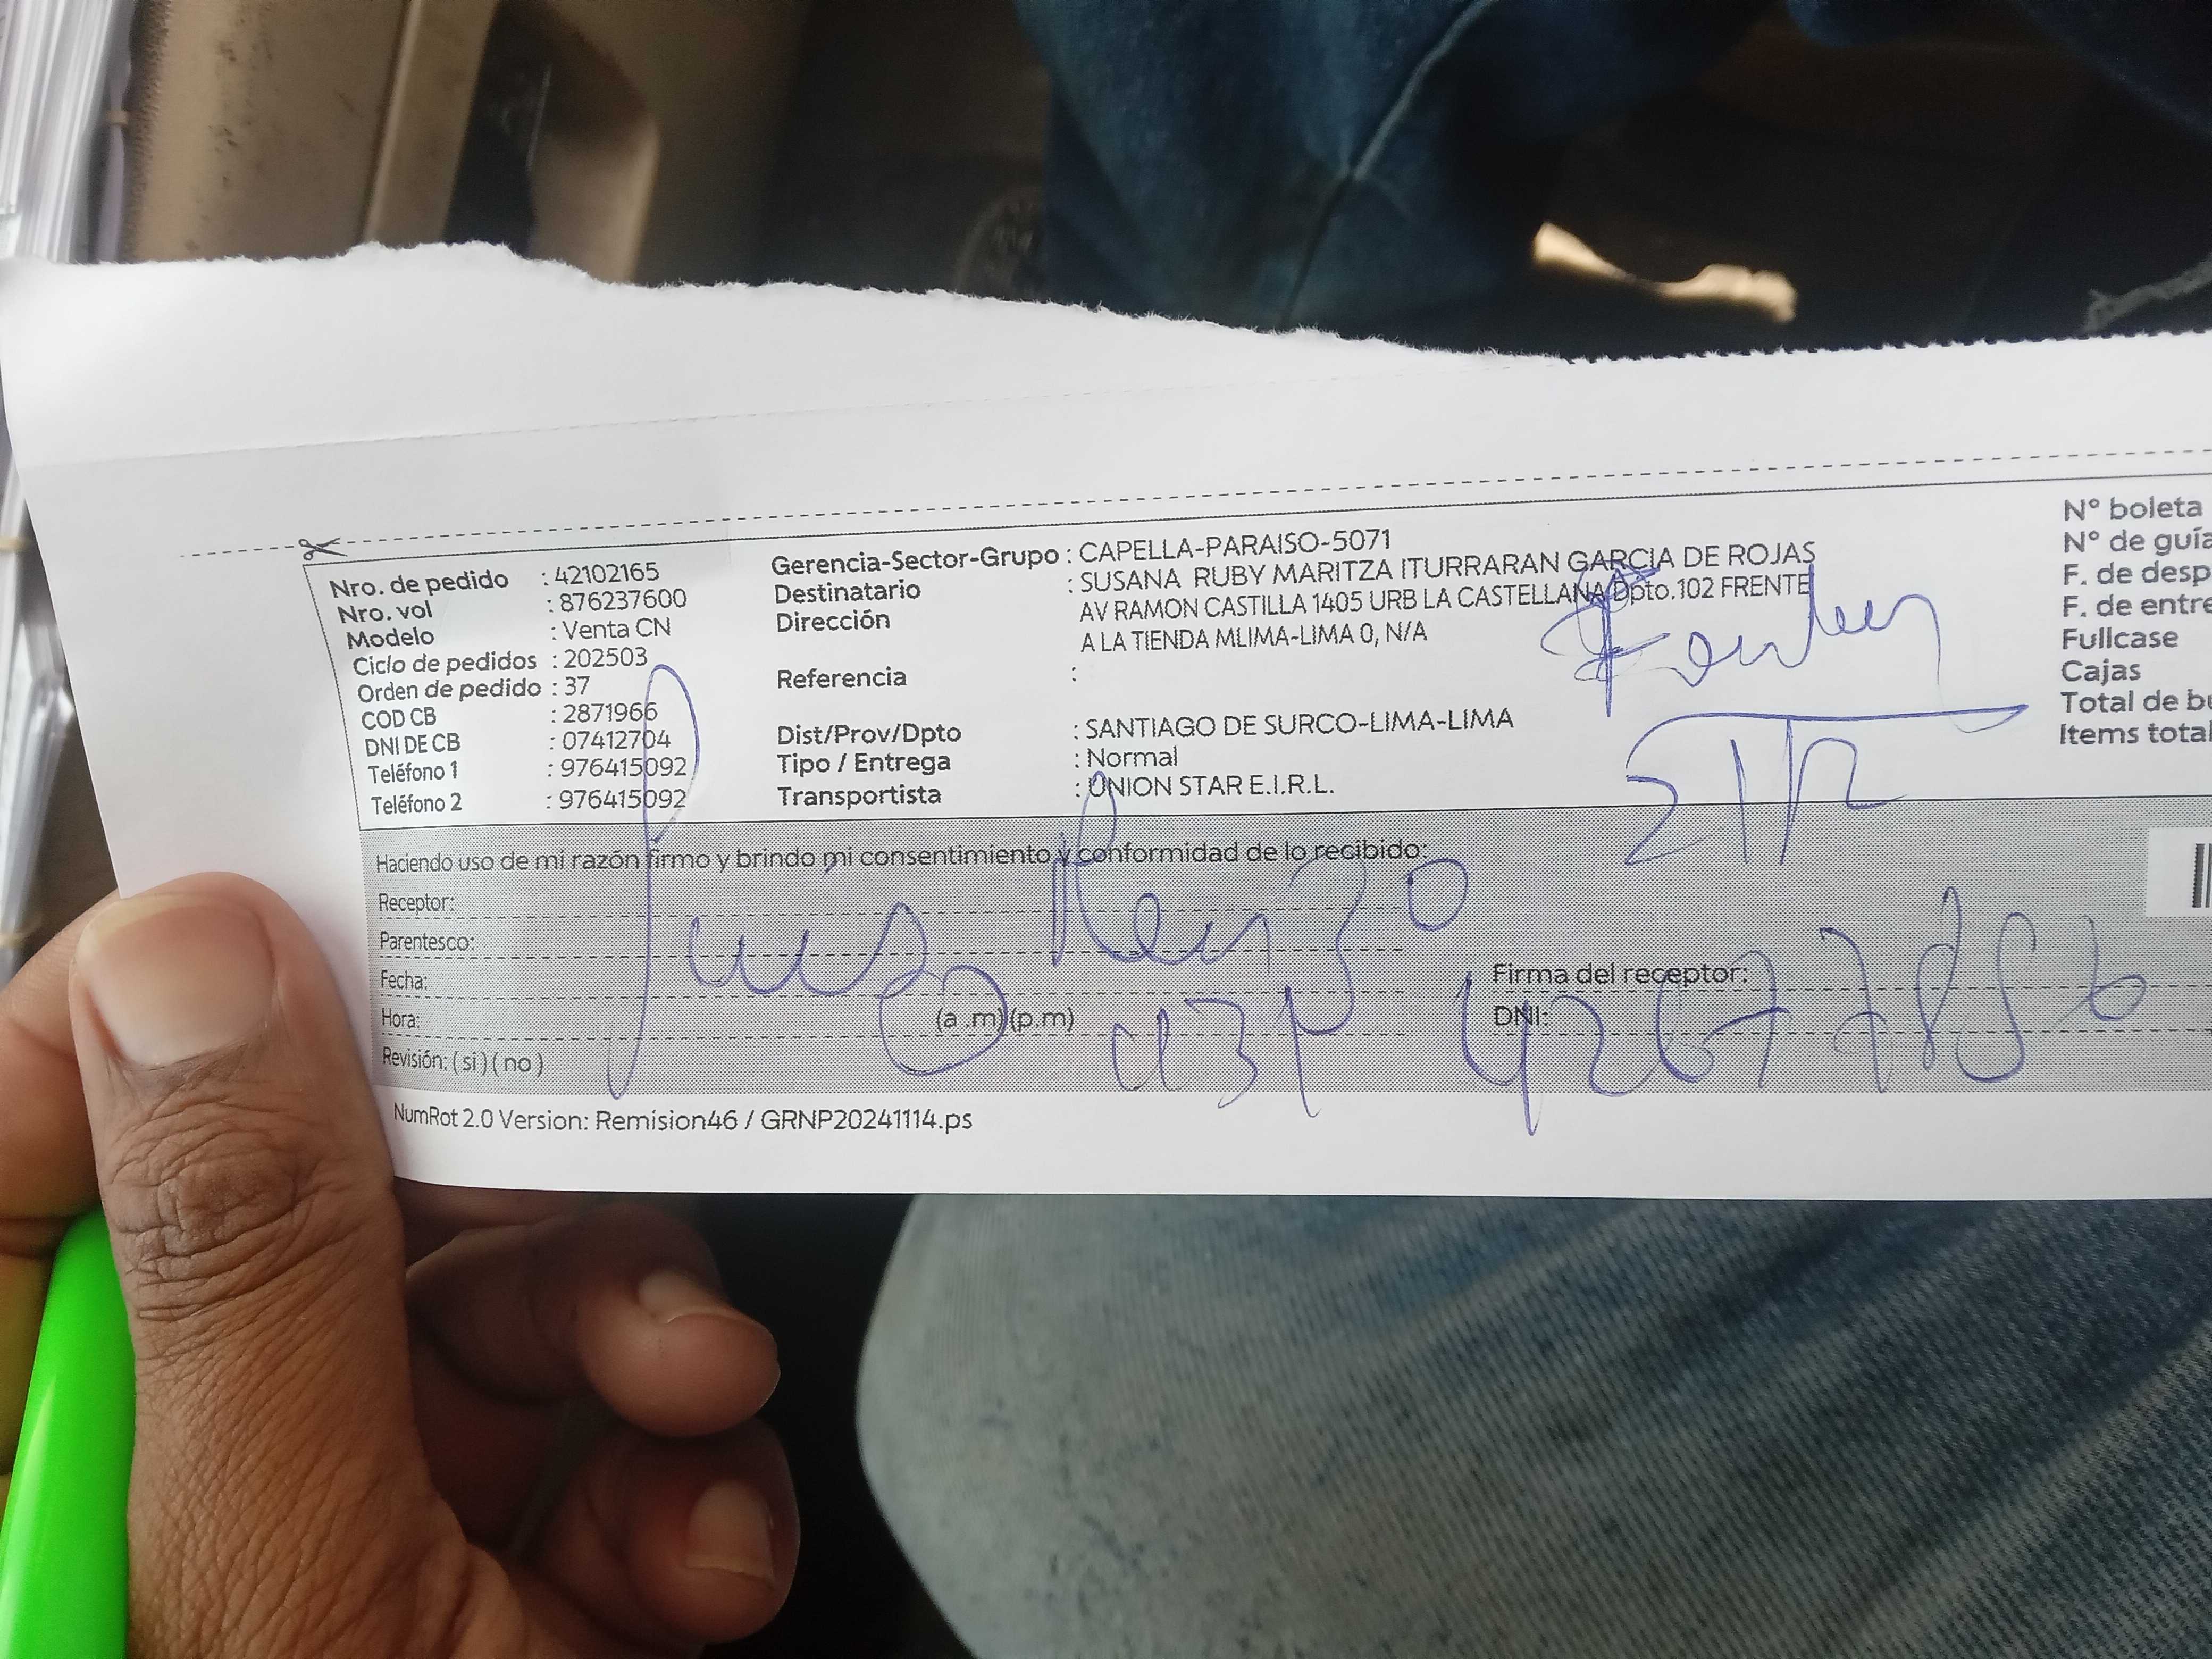 Nro. de pedido : 42102165
Nro. vol : 876237600
Modelo : Venta CN
Ciclo de pedidos : 202503
Orden de pedido : 37
COD CB : 2871966
DNI DE CB : 07412704
Teléfono 1 : 976415092
Teléfono 2 : 976415092
Gerencia-Sector-Grupo : CAPELLA-PARAISO-5071
Destinatario : SUSANA RUBY MARITZA ITURRARAN GARCIA DE ROJAS
Dirección AV RAMON CASTILLA 1405 URB LA CASTELLANA Dpto.102 FRENTE
A LA TIENDA MLIMA-LIMA 0, N/A
Referencia :
Dist/Prov/Dpto : SANTIAGO DE SURCO-LIMA-LIMA
Tipo / Entrega : Normal
Transportista : UNION STAR E.I.R.L.
N° boleta
N° de guía
F. de desp
F. de entre
Fullcase
Cajas
Total de bu
Items total
Haciendo uso de mi razón firmo y brindo mi consentimiento y conformidad de lo recibido:
Receptor:
Parentesco:
Luis Renzo
Fecha:
Firma del receptor:
Hora: (a .m) (p.m)
DNI:
Revisión: ( si ) ( no )
NumRot 2.0 Version: Remision46 / GRNP20241114.ps